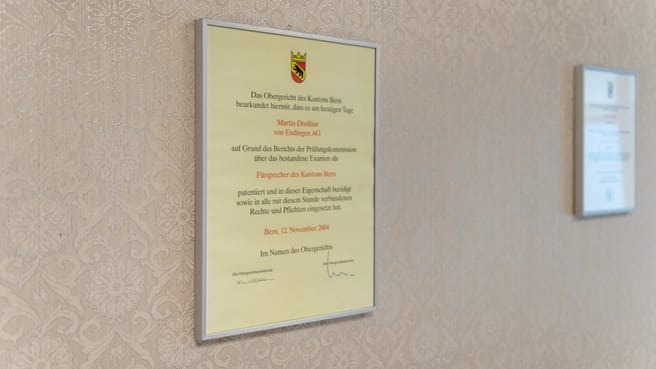 Das Obergericht des Kantons Bern
beurkundet hiermit, dass es am heutigen Tage
Martin Dreifuss
von Endingen AG
auf Grund des Berichts der Prüfungskommission
über das bestandene Examen als
Fürsprecher des Kantons Bern
patentiert und in dieser Eigenschaft beeidigt
sowie in alle mit diesem Stande verbundenen
Rechte und Pflichten eingesetzt hat.
Bern, 12. November 2004
Im Namen des Obergerichts